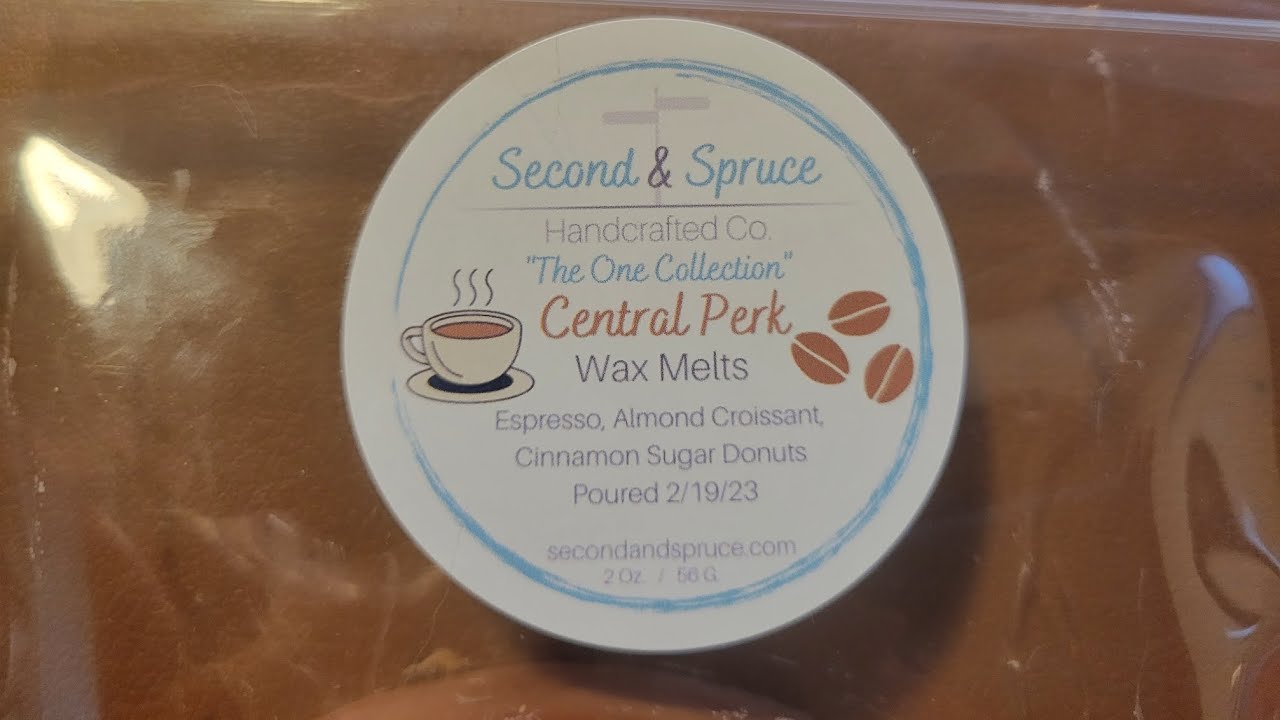 Second & Spruce
Handcrafted Co.
"The One Collection"
Central Perk
Wax Melts
Espresso, Almond Croissant,
Cinnamon Sugar Donuts
Poured 2/19/23
secondandspruce.com
2 Oz. / 56 G.